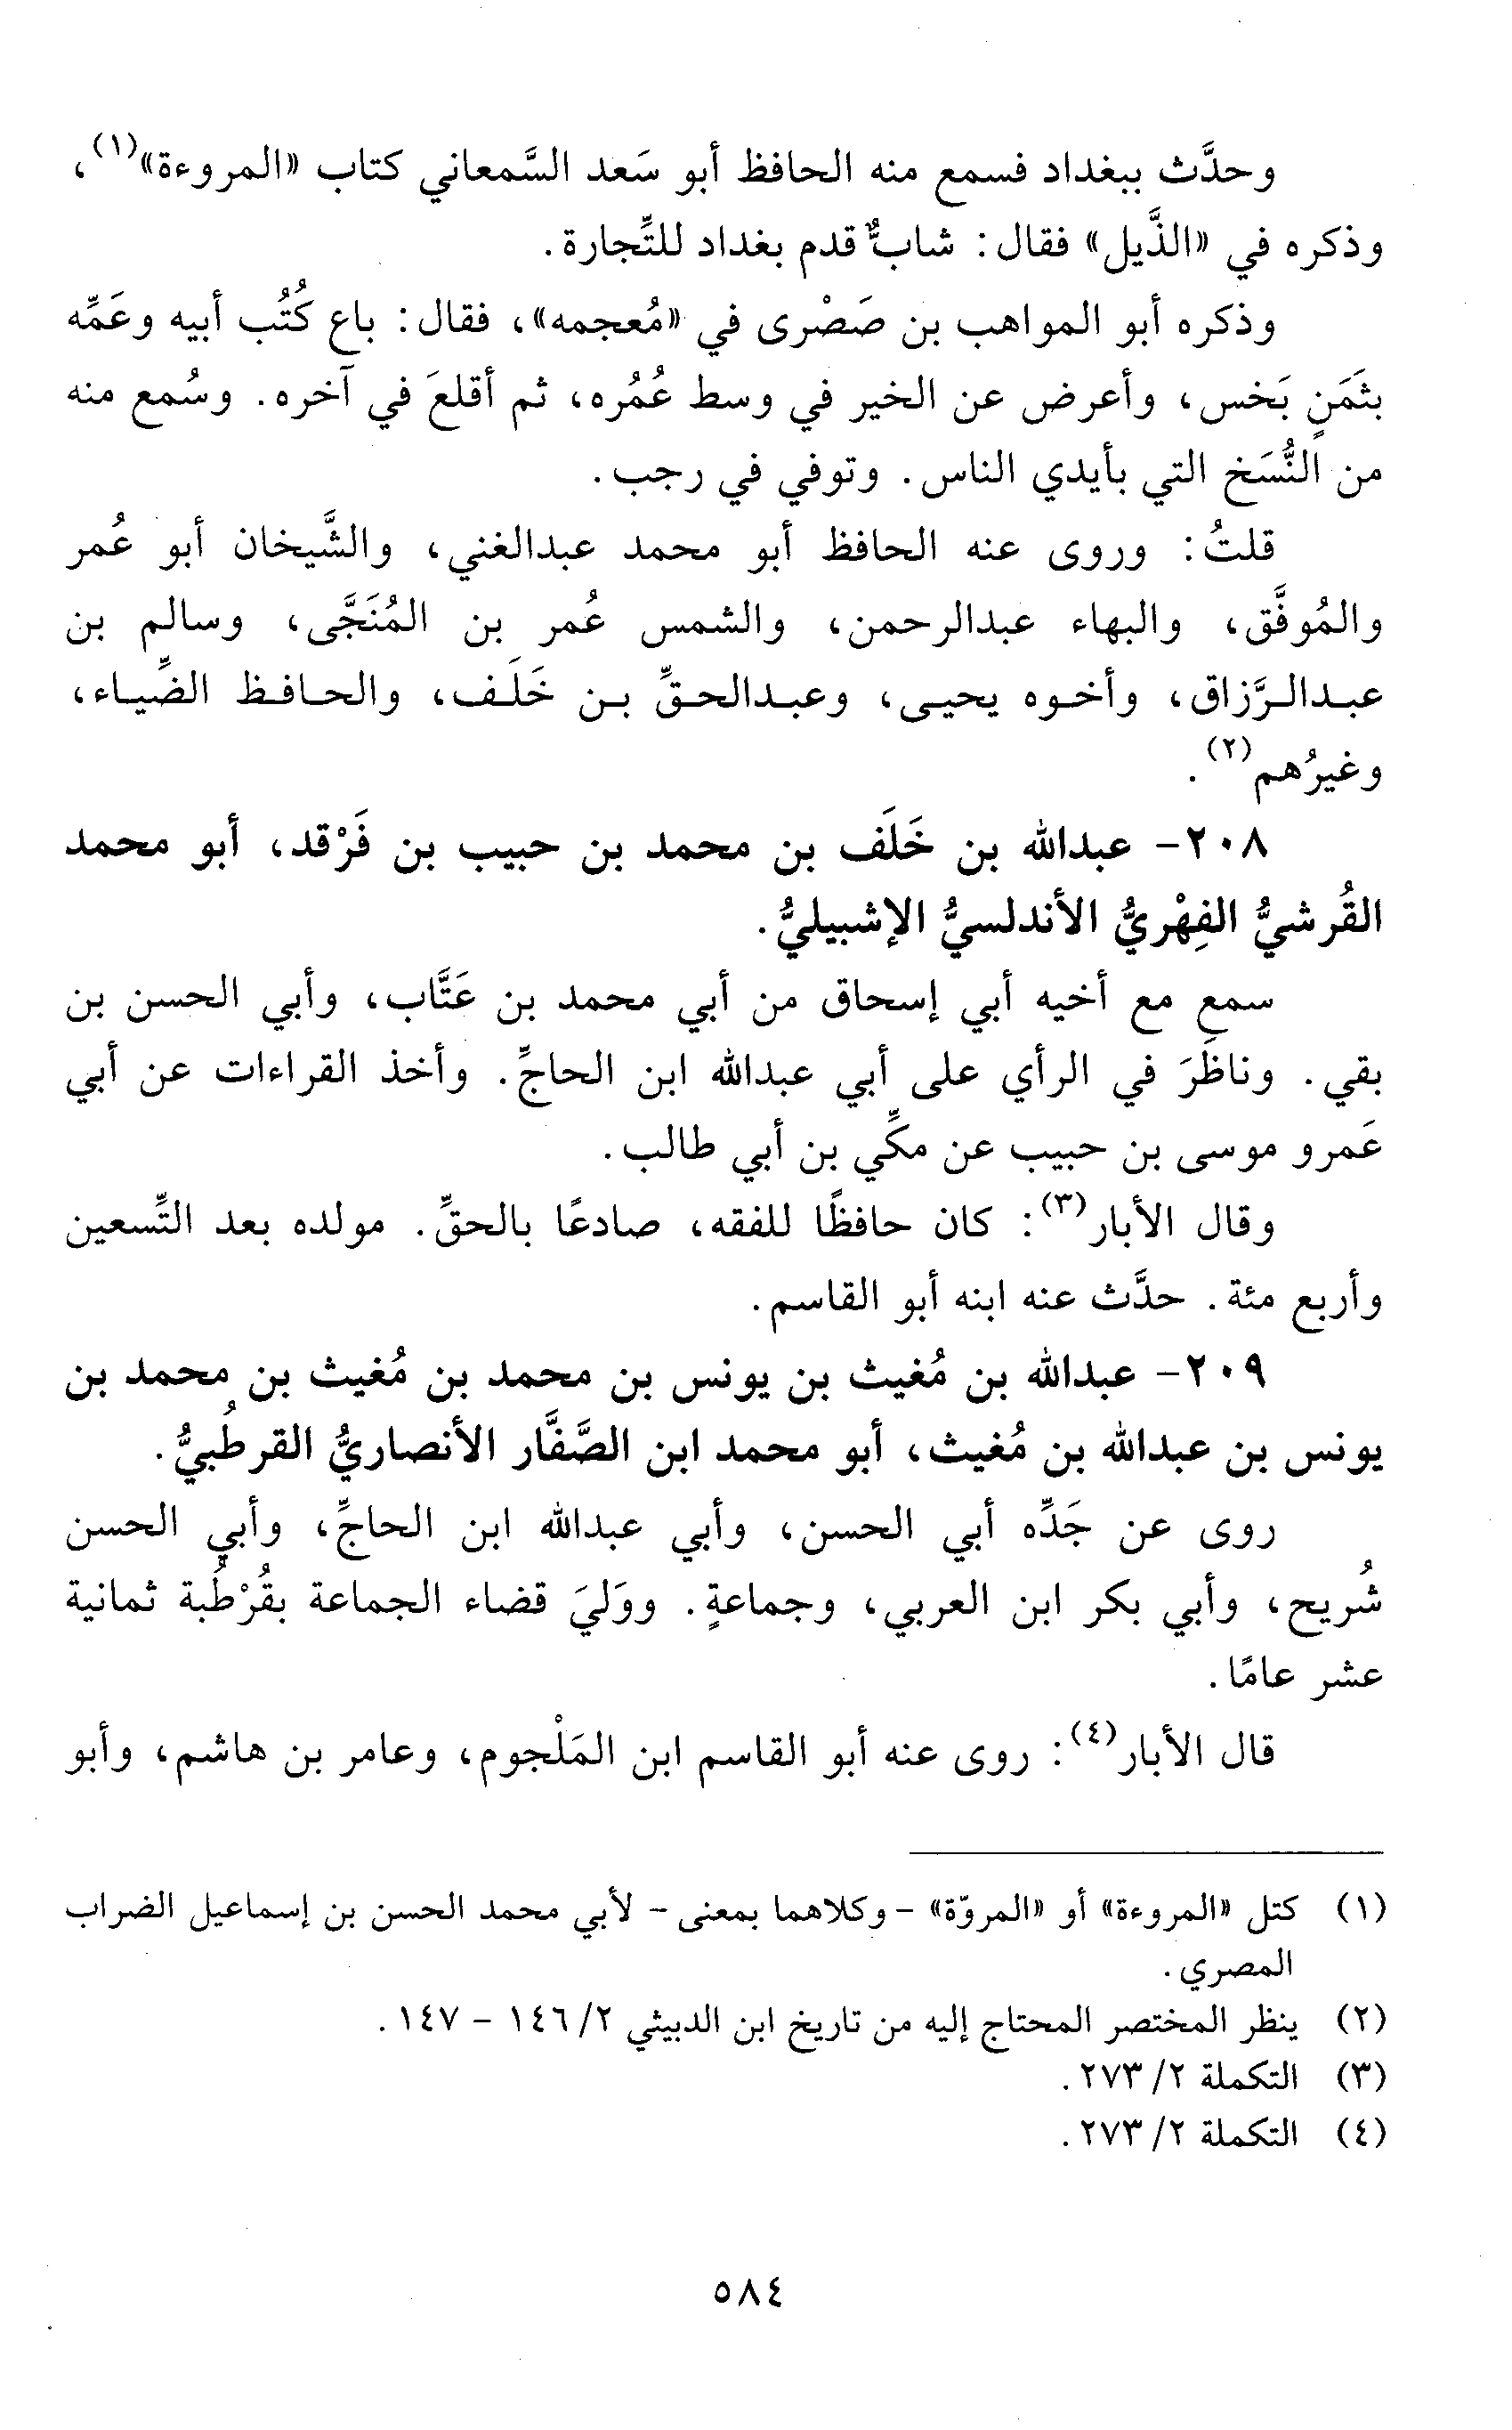 وحدَّث ببغداد فسمع منه الحافظ أبو سَعد السَّمعاني كتاب «المروءة»(١)،
وذكره في «الذَّيل» فقال: شابٌّ قدم بغداد للتِّجارة.
وذكره أبو المواهب بن صَصْرى في «مُعجمه»، فقال: باع كُتُب أبيه وعَمِّه
بثَمَنٍ بَخس، وأعرض عن الخير في وسط عُمُره، ثم أقلعَ في آخره. وسُمع منه
من النُّسَخ التي بأيدي الناس. وتوفي في رجب.
قلتُ: وروى عنه الحافظ أبو محمد عبدالغني، والشَّيخان أبو عُمر
والمُوفَّق، والبهاء عبدالرحمن، والشمس عُمر بن المُنَجَّى، وسالم بن
عبدالرَّزاق، وأخوه يحيى، وعبدالحقِّ بن خَلَف، والحافظ الضِّياء،
وغيرُهم(٢).
٢٠٨- عبدالله بن خَلَف بن محمد بن حبيب بن فَرْقد، أبو محمد
القُرشيُّ الفِهْريُّ الأندلسيُّ الإشبيليُّ.
سمع مع أخيه أبي إسحاق من أبي محمد بن عَتَّاب، وأبي الحسن بن
بقي. وناظَرَ في الرأي على أبي عبدالله ابن الحاجِّ. وأخذ القراءات عن أبي
عَمرو موسى بن حبيب عن مكِّي بن أبي طالب.
وقال الأبار(٣): كان حافظًا للفقه، صادعًا بالحقِّ. مولده بعد التِّسعين
وأربع مئة. حدَّث عنه ابنه أبو القاسم.
٢٠٩- عبدالله بن مُغيث بن يونس بن محمد بن مُغيث بن محمد بن
يونس بن عبدالله بن مُغيث، أبو محمد ابن الصَّفَّار الأنصاريُّ القرطُبيُّ.
روى عن جَدِّه أبي الحسن، وأبي عبدالله ابن الحاجِّ، وأبي الحسن
شُريح، وأبي بكر ابن العربي، وجماعةٍ. ووَليَ قضاء الجماعة بقُرْطُبة ثمانية
عشر عامًا.
قال الأبار(٤): روى عنه أبو القاسم ابن المَلْجوم، وعامر بن هاشم، وأبو
(١) كتل «المروءة» أو «المروّة» - وكلاهما بمعنى - لأبي محمد الحسن بن إسماعيل الضراب
المصري.
(٢) ينظر المختصر المحتاج إليه من تاريخ ابن الدبيثي ٢/ ١٤٦ - ١٤٧.
(٣) التكملة ٢/ ٢٧٣.
(٤) التكملة ٢/ ٢٧٣.
٥٨٤